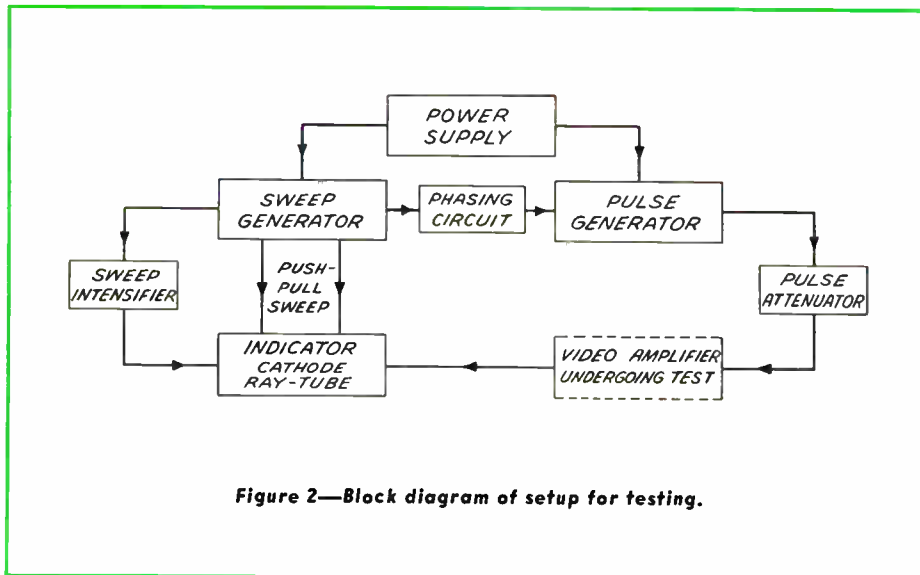 POWER
SUPPLY
SWEEP
GENERATOR
PHASING
CIRCUIT
PULSE
GENERATOR
SWEEP
INTENSIFIER
PUSH-
PULL
SWEEP
PULSE
ATTENUATOR
INDICATOR
CATHODE
RAY-TUBE
VIDEO AMPLIFIER
UNDERGOING TEST
Figure 2—Block diagram of setup for testing.